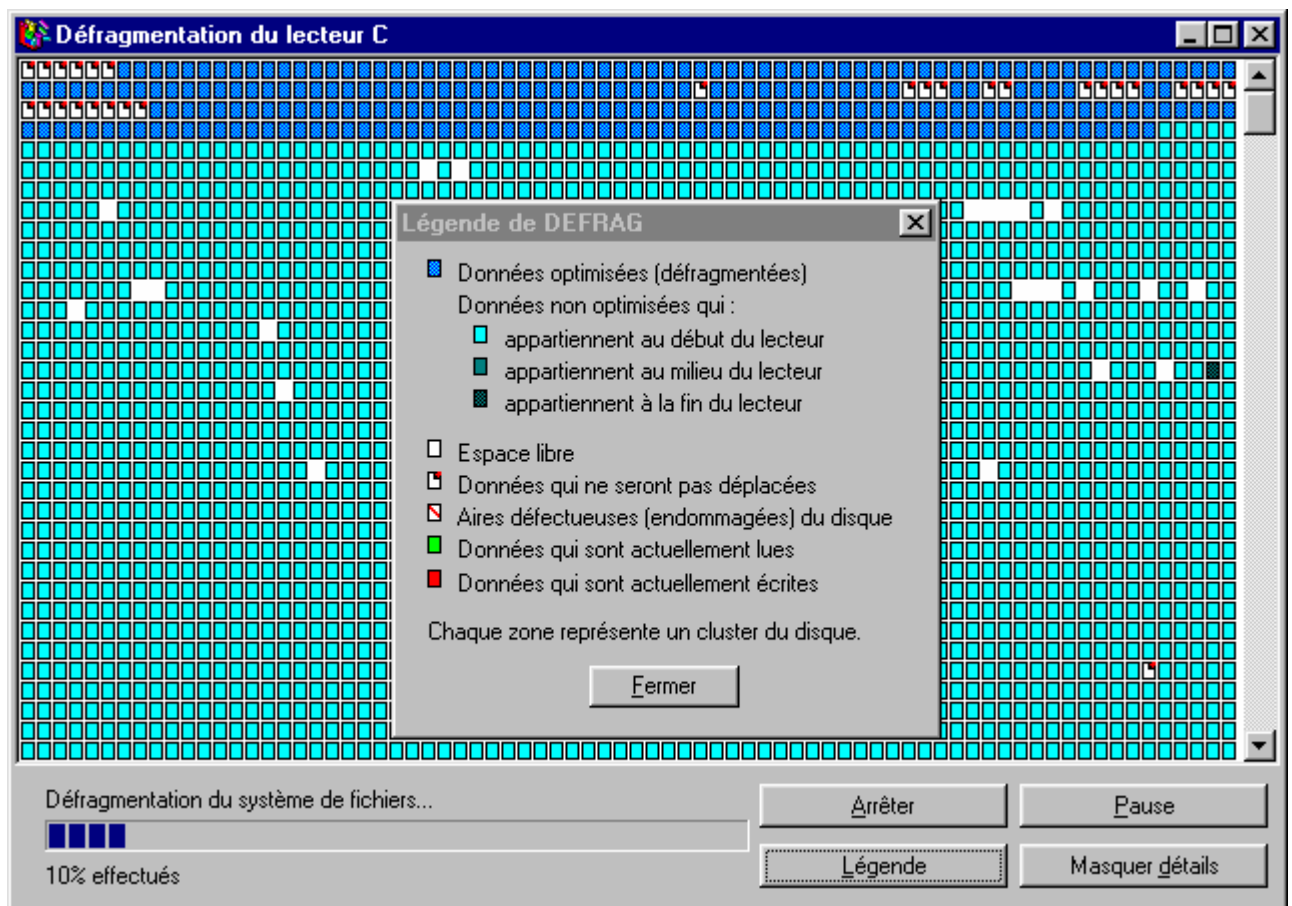 Défragmentation du lecteur C
Légende de DEFRAG
Données optimisées (défragmentées)
Données non optimisées qui :
appartiennent au début du lecteur
appartiennent au milieu du lecteur
appartiennent à la fin du lecteur
Espace libre
Données qui ne seront pas déplacées
Aires défectueuses (endommagées) du disque
Données qui sont actuellement lues
Données qui sont actuellement écrites
Chaque zone représente un cluster du disque.
Fermer
Défragmentation du système de fichiers...
Arrêter
Pause
10% effectués
Légende
Masquer détails